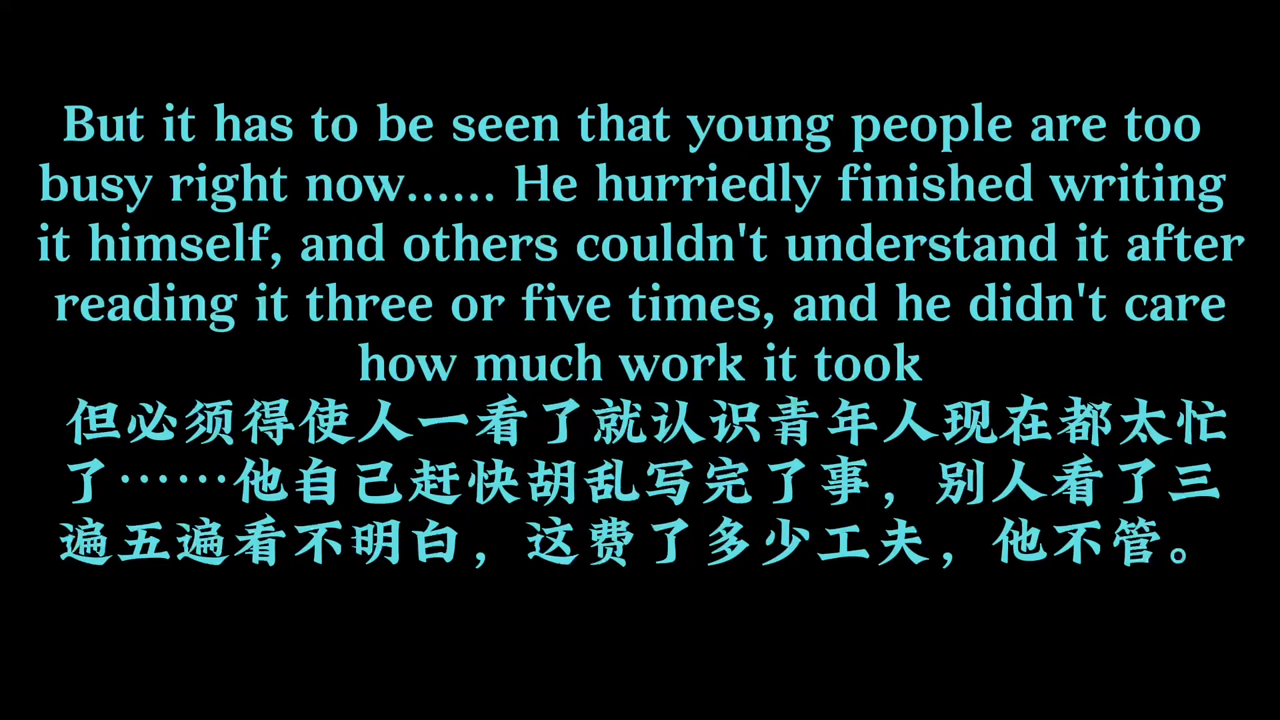 But it has to be seen that young people are too
busy right now...... He hurriedly finished writing
it himself, and others couldn't understand it after
reading it three or five times, and he didn't care
how much work it took
但必须得使人一看了就认识青年人现在都太忙
了……他自己赶快胡乱写完了事，别人看了三
遍五遍看不明白，这费了多少工夫，他不管。